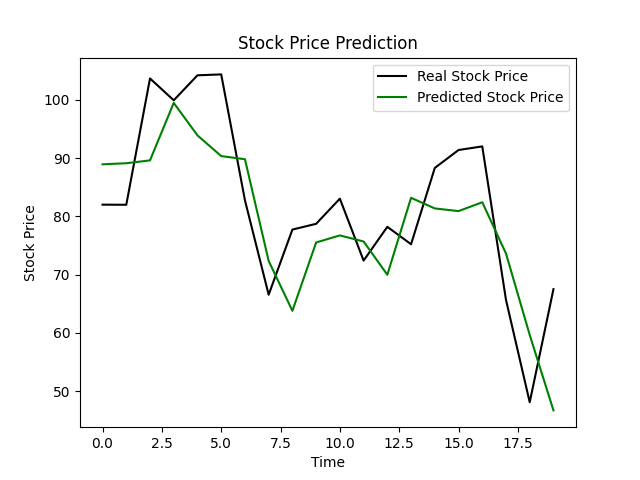 Stock Price Prediction
Real Stock Price
Predicted Stock Price
100
90
80
70
60
50
Stock Price
0.0 2.5 5.0 7.5 10.0 12.5 15.0 17.5
Time